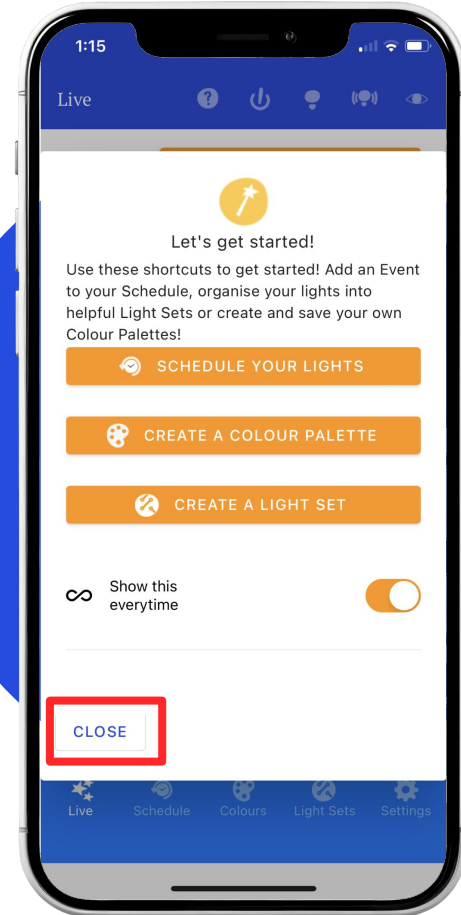 1:15
Live
Let's get started!
Use these shortcuts to get started! Add an Event
to your Schedule, organise your lights into
helpful Light Sets or create and save your own
Colour Palettes!
SCHEDULE YOUR LIGHTS
CREATE A COLOUR PALETTE
CREATE A LIGHT SET
Show this
everytime
CLOSE
Live Schedule Colours Light Sets Settings